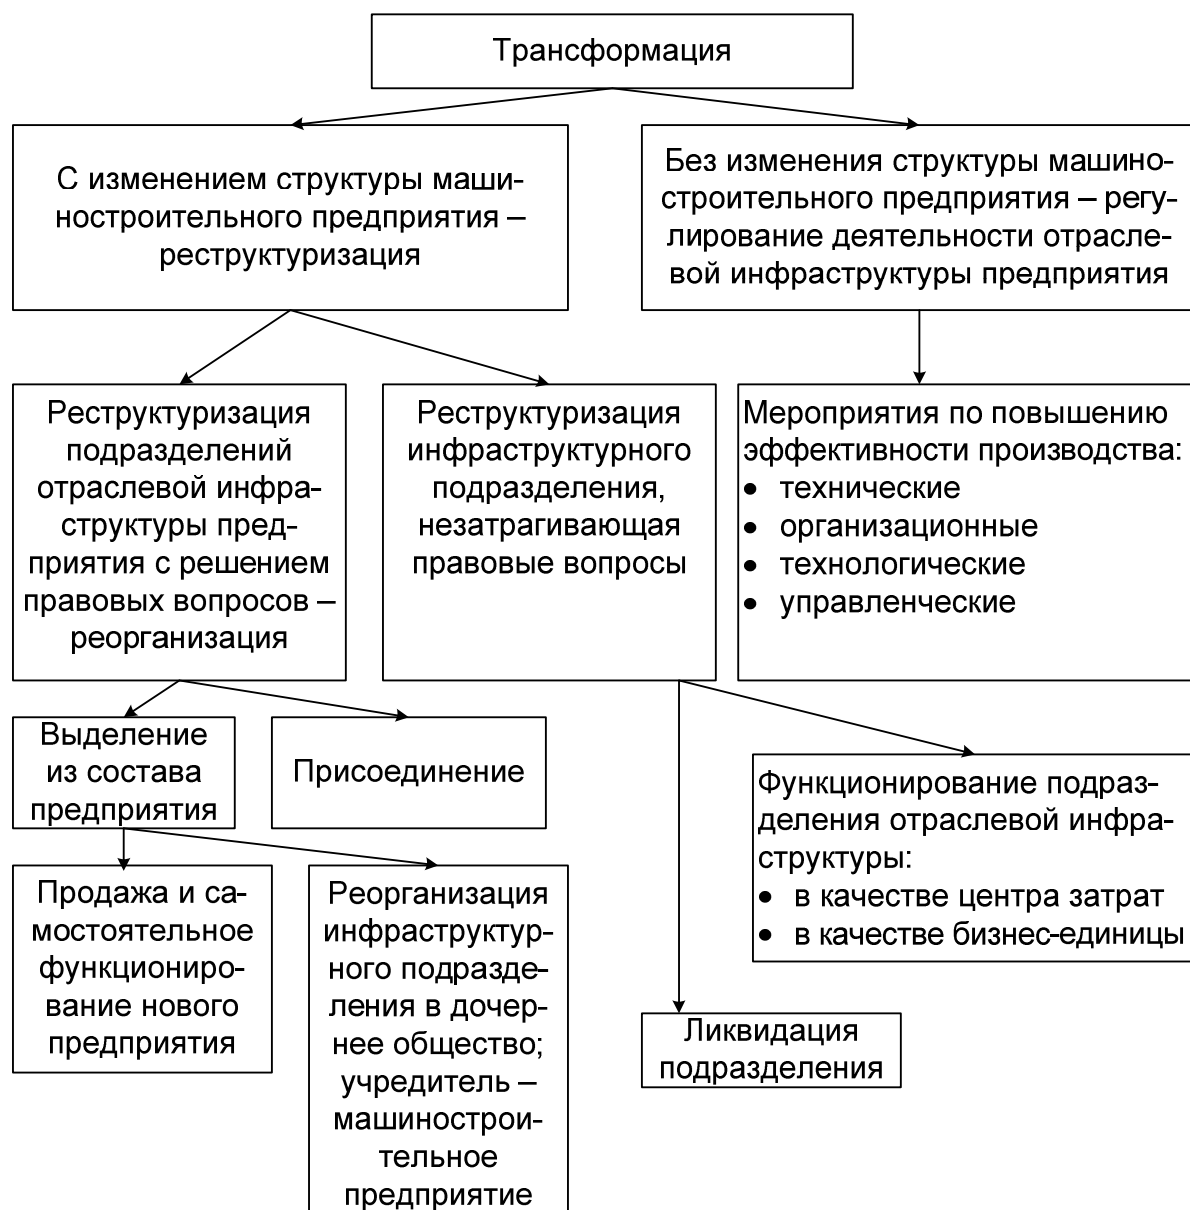 Трансформация
С изменением структуры маши-
ностроительного предприятия –
реструктуризация
Без изменения структуры машино-
строительного предприятия – регу-
лирование деятельности отрасле-
вой инфраструктуры предприятия
Реструктуризация
подразделений
отраслевой инфра-
структуры пред-
приятия с решением
правовых вопросов –
реорганизация
Реструктуризация
инфраструктурного
подразделения,
незатрагивающая
правовые вопросы
Мероприятия по повышению
эффективности производства:
• технические
• организационные
• технологические
• управленческие
Выделение
из состава
предприятия
Присоединение
Функционирование подраз-
деления отраслевой инфра-
структуры:
• в качестве центра затрат
• в качестве бизнес-единицы
Продажа и са-
мостоятельное
функциониро-
вание нового
предприятия
Реорганизация
инфраструктур-
ного подразде-
ления в дочер-
нее общество;
учредитель –
машинострои-
тельное
предприятие
Ликвидация
подразделения